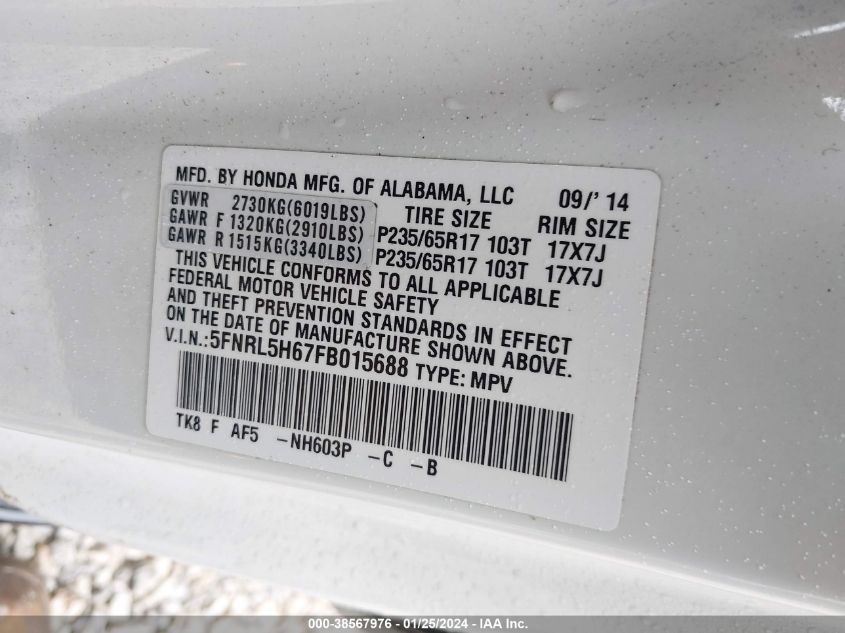 MFD. BY HONDA MFG. OF ALABAMA, LLC 09/' 14
GVWR 2730KG(6019LBS) TIRE SIZE RIM SIZE
GAWR F 1320KG(2910LBS) P235/65R17 103T 17X7J
GAWR R 1515KG(3340LBS) P235/65R17 103T 17X7J
THIS VEHICLE CONFORMS TO ALL APPLICABLE
FEDERAL MOTOR VEHICLE SAFETY
AND THEFT PREVENTION STANDARDS IN EFFECT
ON THE DATE OF MANUFACTURE SHOWN ABOVE.
V.I.N.:5FNRL5H67FB015688 TYPE: MPV
TK8 F AF5 -NH603P -C -B
000-38567976 - 01/25/2024 - IAA Inc.